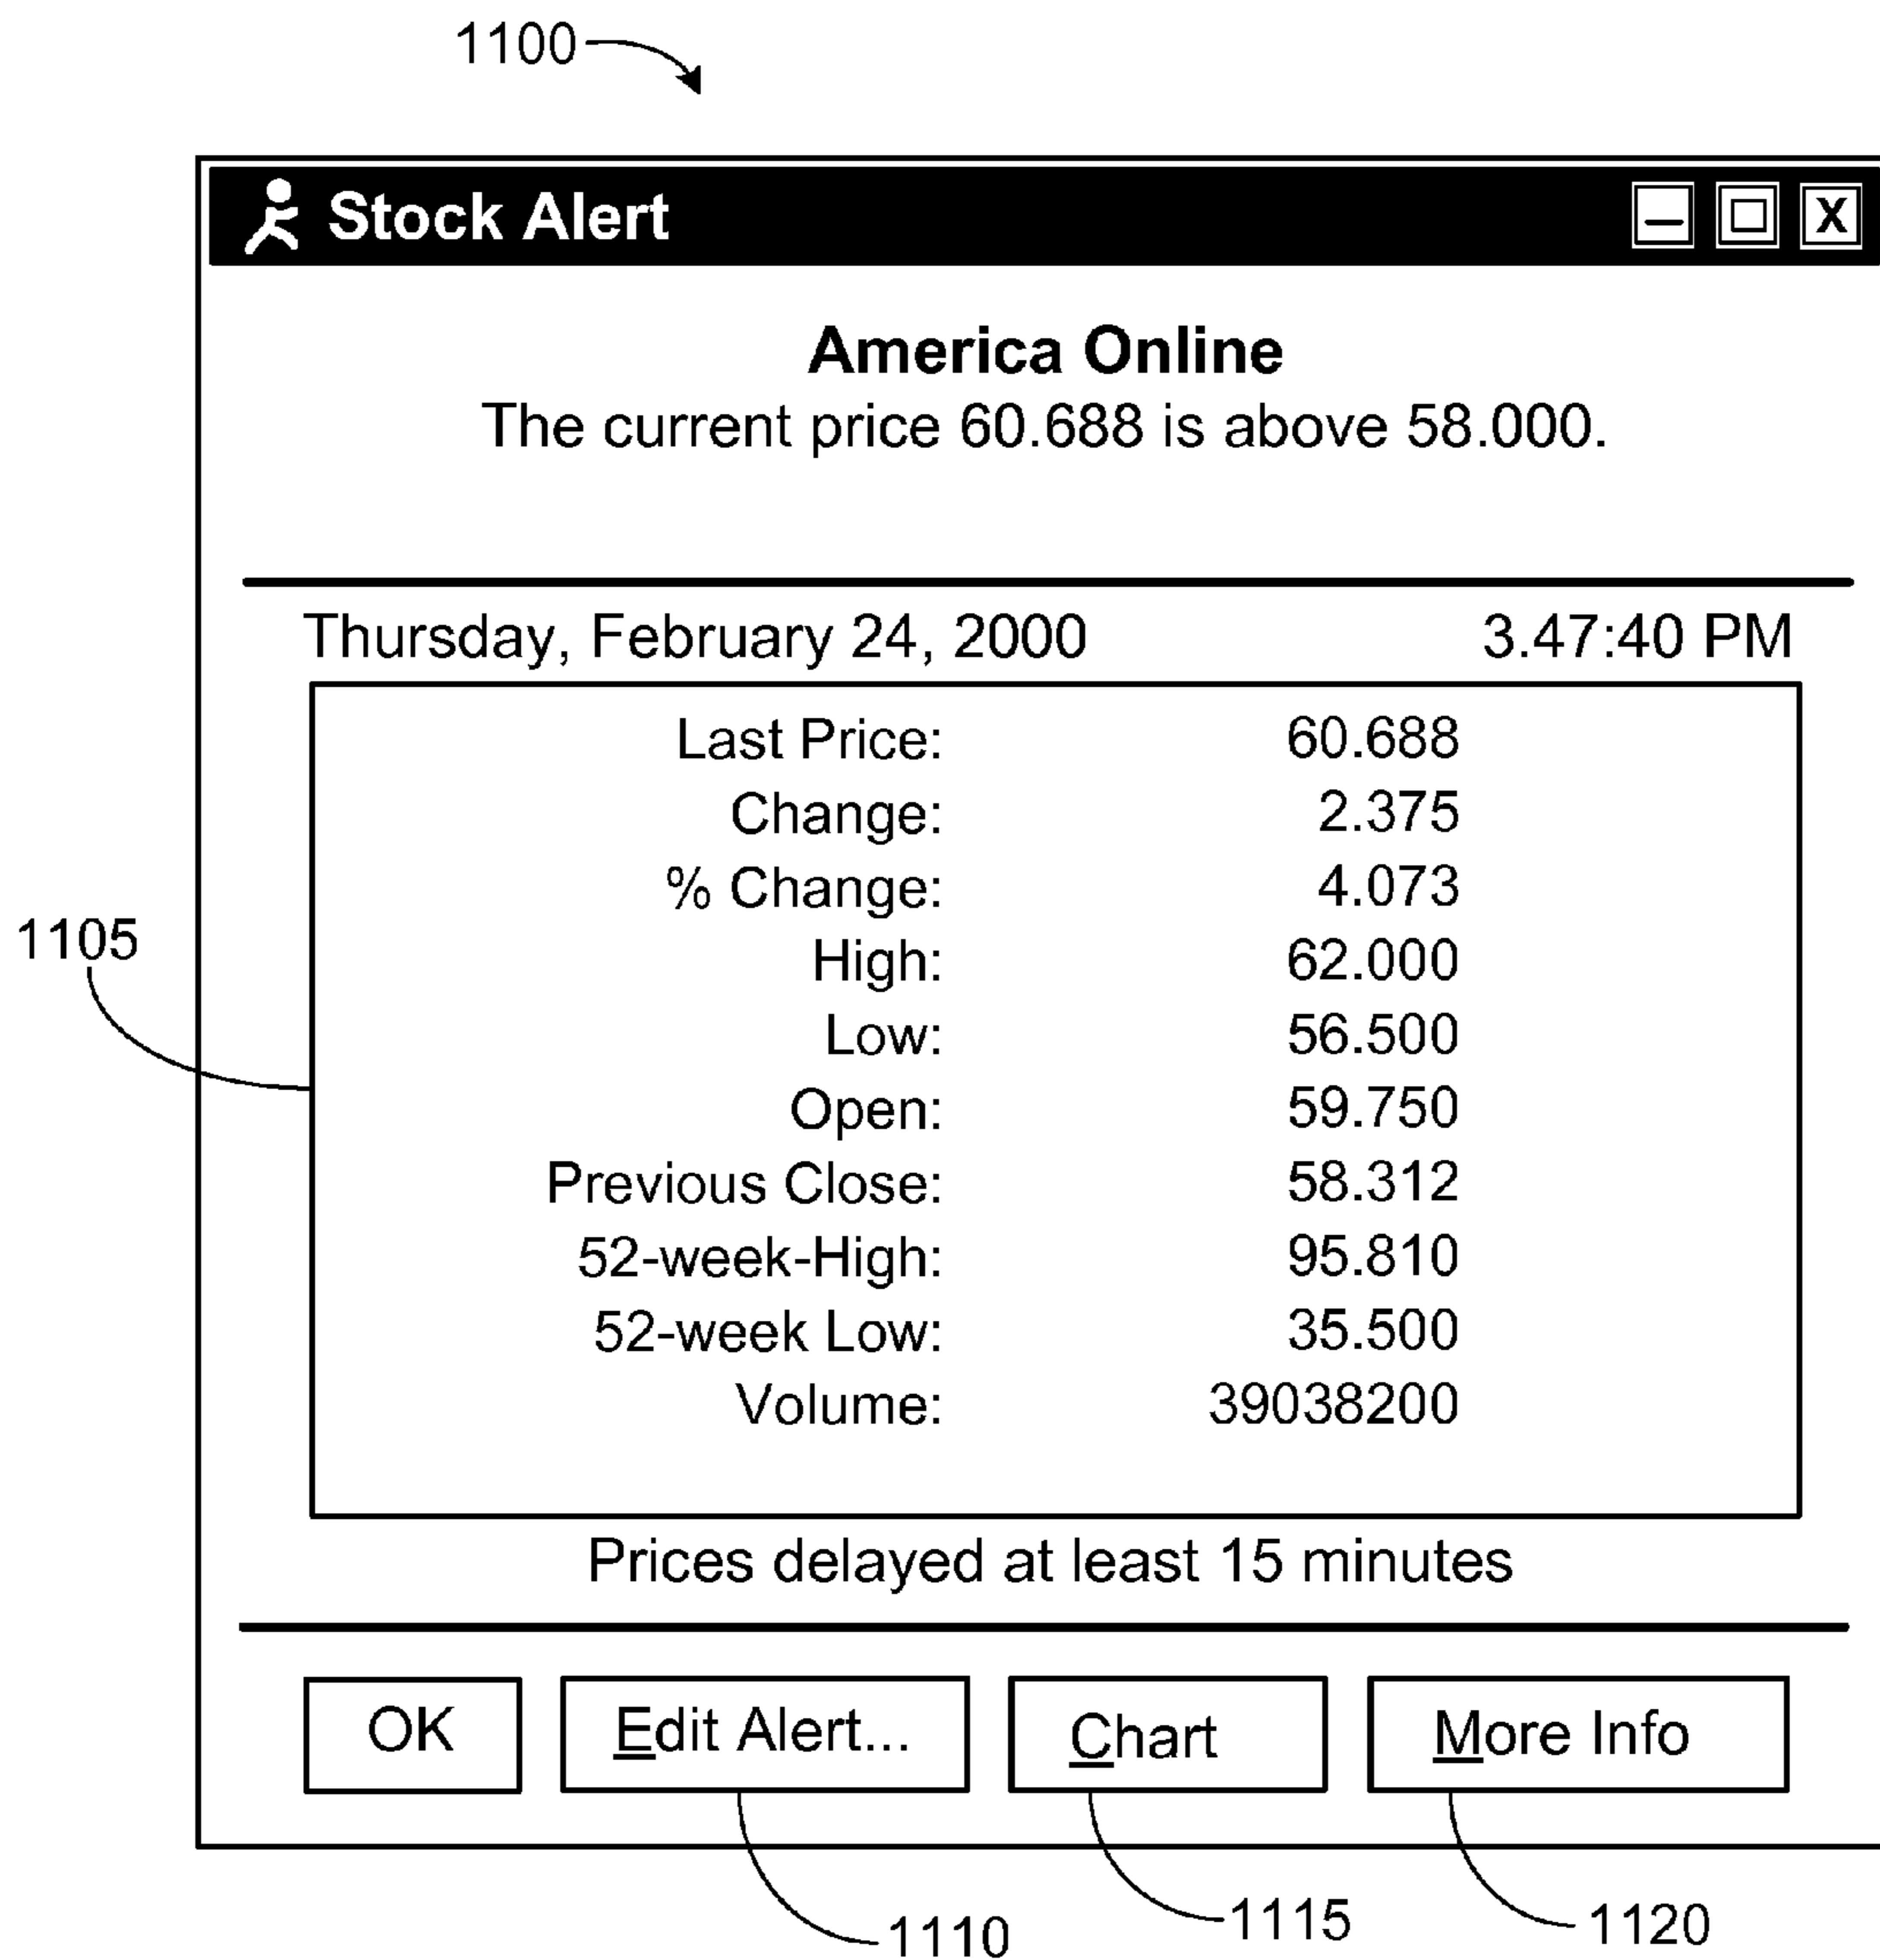 1100
Stock Alert
America Online
The current price 60.688 is above 58.000.
Thursday, February 24, 2000 3.47:40 PM
Last Price: 60.688
Change: 2.375
% Change: 4.073
1105
High: 62.000
Low: 56.500
Open: 59.750
Previous Close: 58.312
52-week-High: 95.810
52-week Low: 35.500
Volume: 39038200
Prices delayed at least 15 minutes
OK Edit Alert... Chart More Info
1110 1115 1120